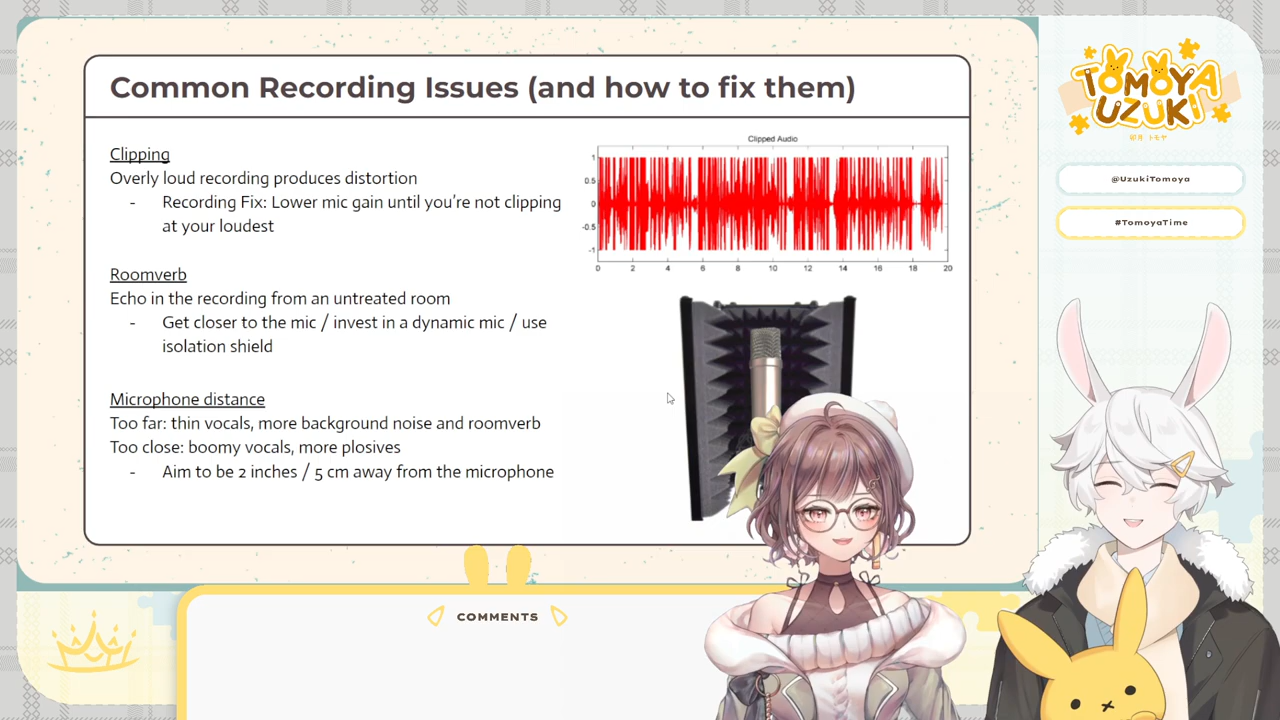 Common Recording Issues (and how to fix them)
Clipping
Overly loud recording produces distortion
- Recording Fix: Lower mic gain until you're not clipping
at your loudest
Roomverb
Echo in the recording from an untreated room
- Get closer to the mic / invest in a dynamic mic / use
isolation shield
Microphone distance
Too far: thin vocals, more background noise and roomverb
Too close: boomy vocals, more plosives
- Aim to be 2 inches / 5 cm away from the microphone
Clipped Audio
1
0.5
0
-0.5
-1
0 2 4 6 8 10 12 14 16 18 20
TOMOYA
UZUKI
卯月 トモヤ
@UzukiTomoya
#TomoyaTime
COMMENTS